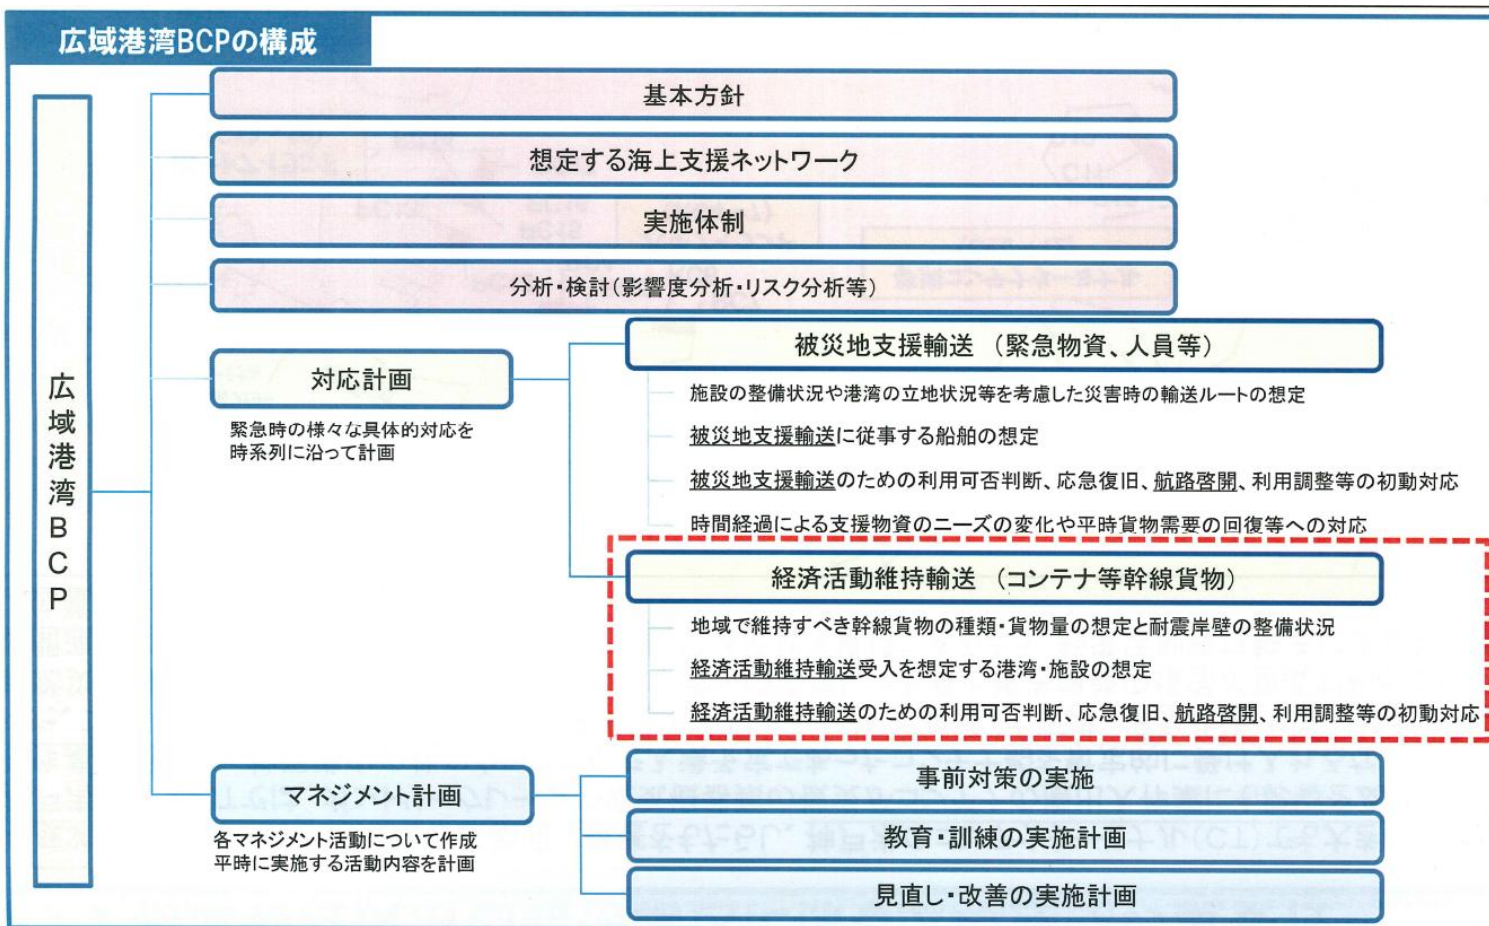 広域港湾BCPの構成
広域港湾BCP
基本方針
想定する海上支援ネットワーク
実施体制
分析・検討(影響度分析・リスク分析等)
対応計画
緊急時の様々な具体的対応を
時系列に沿って計画
被災地支援輸送 (緊急物資、人員等)
施設の整備状況や港湾の立地状況等を考慮した災害時の輸送ルートの想定
被災地支援輸送に従事する船舶の想定
被災地支援輸送のための利用可否判断、応急復旧、航路啓開、利用調整等の初動対応
時間経過による支援物資のニーズの変化や平時貨物需要の回復等への対応
経済活動維持輸送 (コンテナ等幹線貨物)
地域で維持すべき幹線貨物の種類・貨物量の想定と耐震岸壁の整備状況
経済活動維持輸送受入を想定する港湾・施設の想定
経済活動維持輸送のための利用可否判断、応急復旧、航路啓開、利用調整等の初動対応
マネジメント計画
各マネジメント活動について作成
平時に実施する活動内容を計画
事前対策の実施
教育・訓練の実施計画
見直し・改善の実施計画